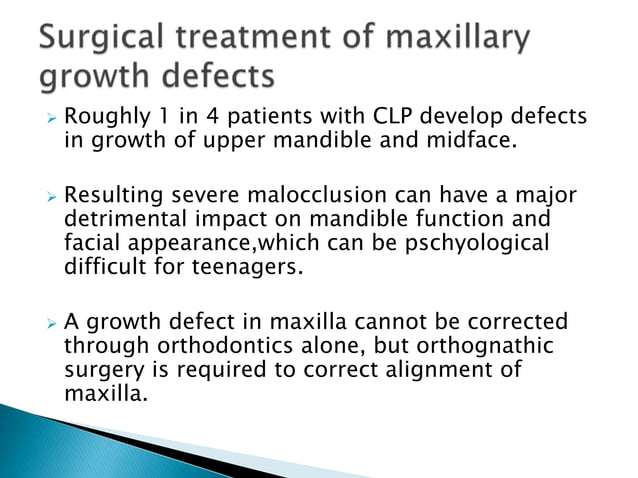 Surgical treatment of maxillary
growth defects
Roughly 1 in 4 patients with CLP develop defects
in growth of upper mandible and midface.
Resulting severe malocclusion can have a major
detrimental impact on mandible function and
facial appearance,which can be pschyological
difficult for teenagers.
A growth defect in maxilla cannot be corrected
through orthodontics alone, but orthognathic
surgery is required to correct alignment of
maxilla.